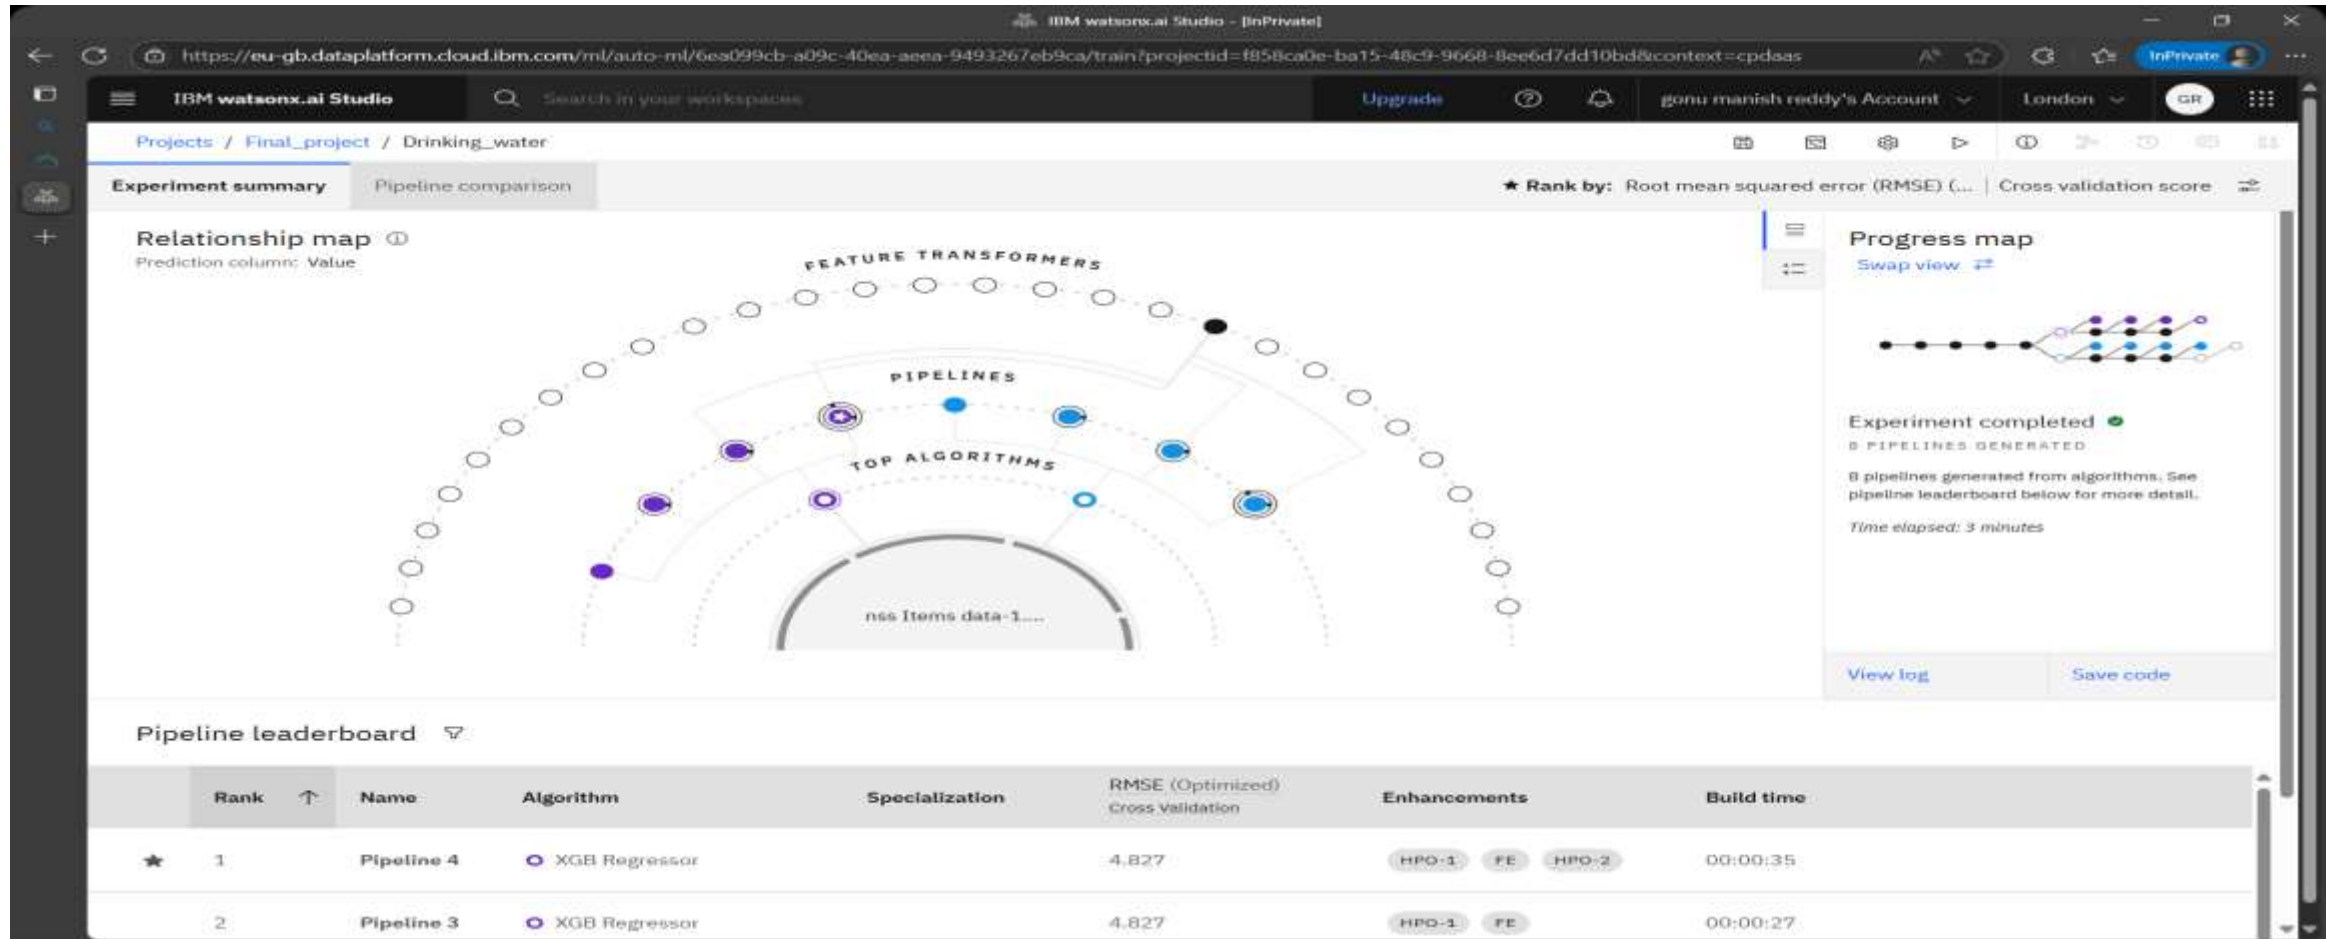 IBM watsonx.ai Studio - [InPrivate]
https://eu-gb.dataplatform.cloud.ibm.com/ml/auto-ml/6ea099cb-a09c-40ea-aeea-9493267eb9ca/train?projectid=f858ca0e-ba15-48c9-9668-8ee6d7dd10bd&context=cpdaas
InPrivate
IBM watsonx.ai Studio
Search in your workspaces
Upgrade
gonu manish reddy's Account
London
GR
Projects / Final_project / Drinking_water
Experiment summary
Pipeline comparison
Rank by: Root mean squared error (RMSE) (... | Cross validation score
Relationship map
Prediction column: Value
FEATURE TRANSFORMERS
PIPELINES
TOP ALGORITHMS
nss Items data-1....
Progress map
Swap view
Experiment completed
8 PIPELINES GENERATED
8 pipelines generated from algorithms. See
pipeline leaderboard below for more detail.
Time elapsed: 3 minutes
View log
Save code
Pipeline leaderboard
Rank Name Algorithm Specialization RMSE (Optimized) Enhancements Build time
Cross Validation
1 Pipeline 4 XGB Regressor 4.827 HPO-1 FE HPO-2 00:00:35
2 Pipeline 3 XGB Regressor 4.827 HPO-1 FE 00:00:27